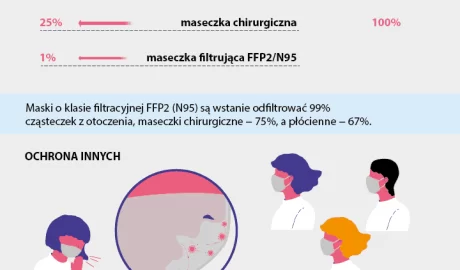 25% maseczka chirurgiczna 100%
1% maseczka filtrująca FFP2/N95
Maski o klasie filtracyjnej FFP2 (N95) są wstanie odfiltrować 99%
cząsteczek z otoczenia, maseczki chirurgiczne – 75%, a płócienne – 67%.
OCHRONA INNYCH